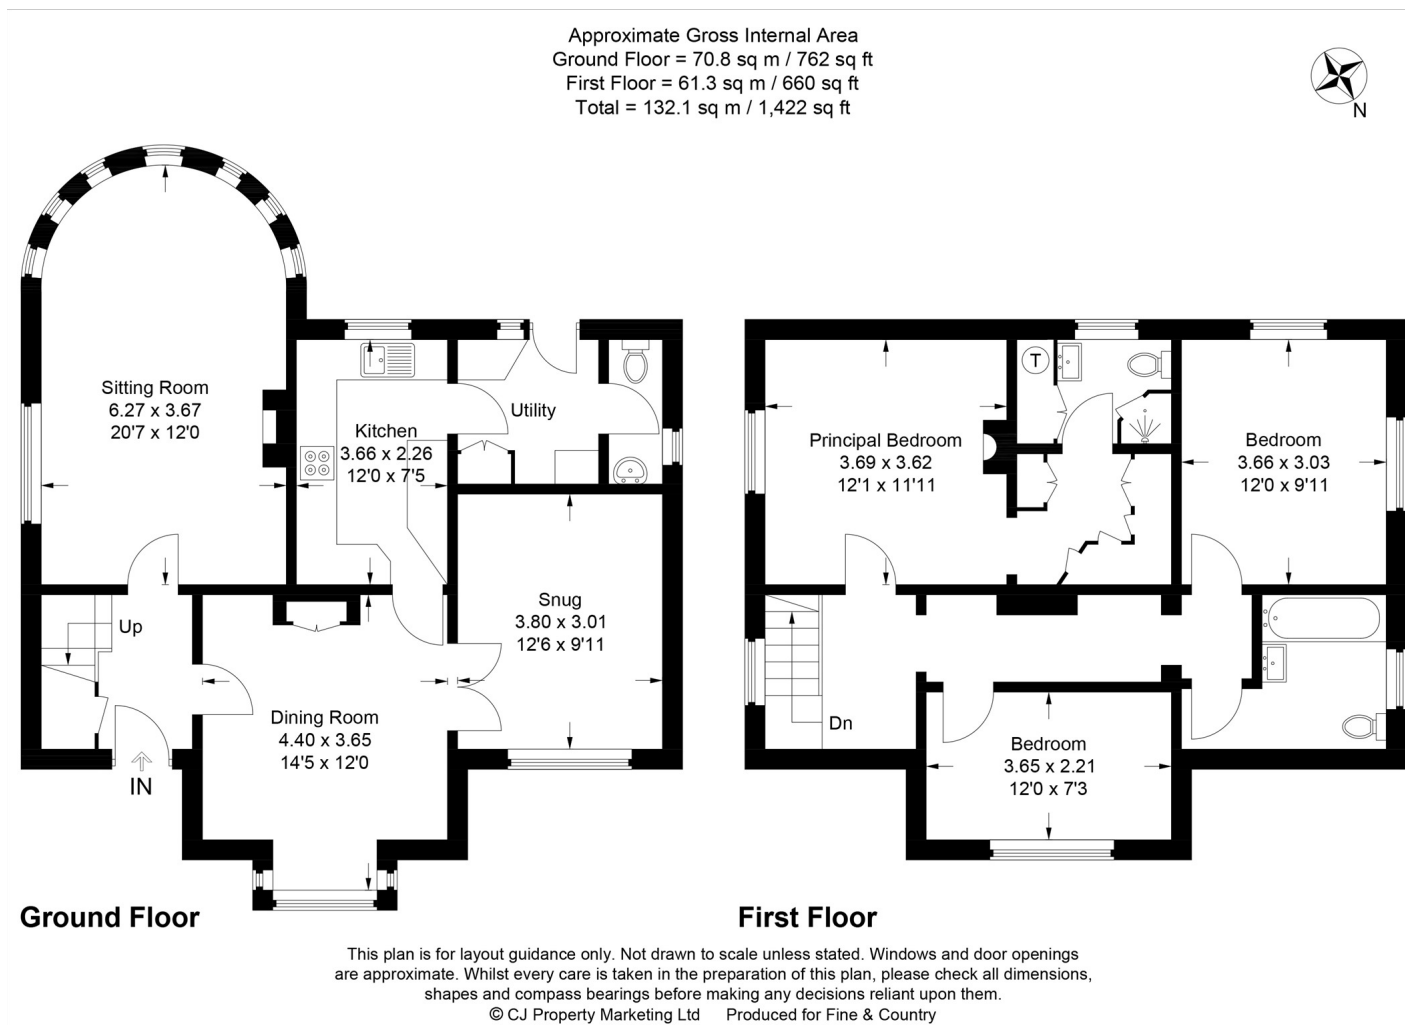 Approximate Gross Internal Area
Ground Floor = 70.8 sq m / 762 sq ft
First Floor = 61.3 sq m / 660 sq ft
Total = 132.1 sq m / 1,422 sq ft
N
Sitting Room
6.27 x 3.67
20'7 x 12'0
Kitchen
3.66 x 2.26
12'0 x 7'5
Utility
Snug
3.80 x 3.01
12'6 x 9'11
Up
Dining Room
4.40 x 3.65
14'5 x 12'0
IN
Principal Bedroom
3.69 x 3.62
12'1 x 11'11
T
Bedroom
3.66 x 3.03
12'0 x 9'11
Dn
Bedroom
3.65 x 2.21
12'0 x 7'3
Ground Floor
First Floor
This plan is for layout guidance only. Not drawn to scale unless stated. Windows and door openings
are approximate. Whilst every care is taken in the preparation of this plan, please check all dimensions,
shapes and compass bearings before making any decisions reliant upon them.
© CJ Property Marketing Ltd Produced for Fine & Country